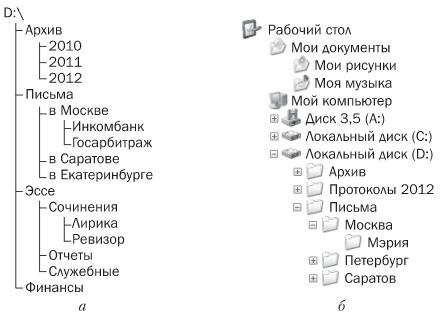 D:\
Архив
2010
2011
2012
Письма
в Москве
Инкомбанк
Госарбитраж
в Саратове
в Екатеринбурге
Эссе
Сочинения
Лирика
Ревизор
Отчеты
Служебные
Финансы
а
Рабочий стол
Мои документы
Мои рисунки
Моя музыка
Мой компьютер
Диск 3,5 (A:)
Локальный диск (C:)
Локальный диск (D:)
Архив
Протоколы 2012
Письма
Москва
Мэрия
Петербург
Саратов
б